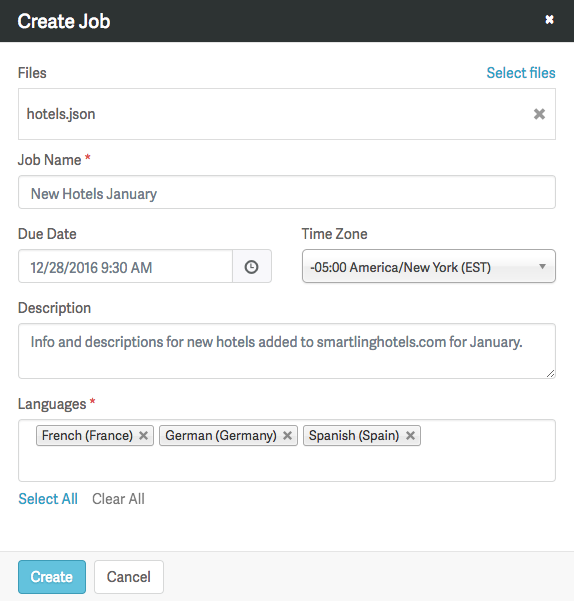 Create Job
Files Select files
hotels.json
Job Name *
New Hotels January
Due Date Time Zone
12/28/2016 9:30 AM -05:00 America/New York (EST)
Description
Info and descriptions for new hotels added to smartlinghotels.com for January.
Languages *
French (France) German (Germany) Spanish (Spain)
Select All Clear All
Create Cancel